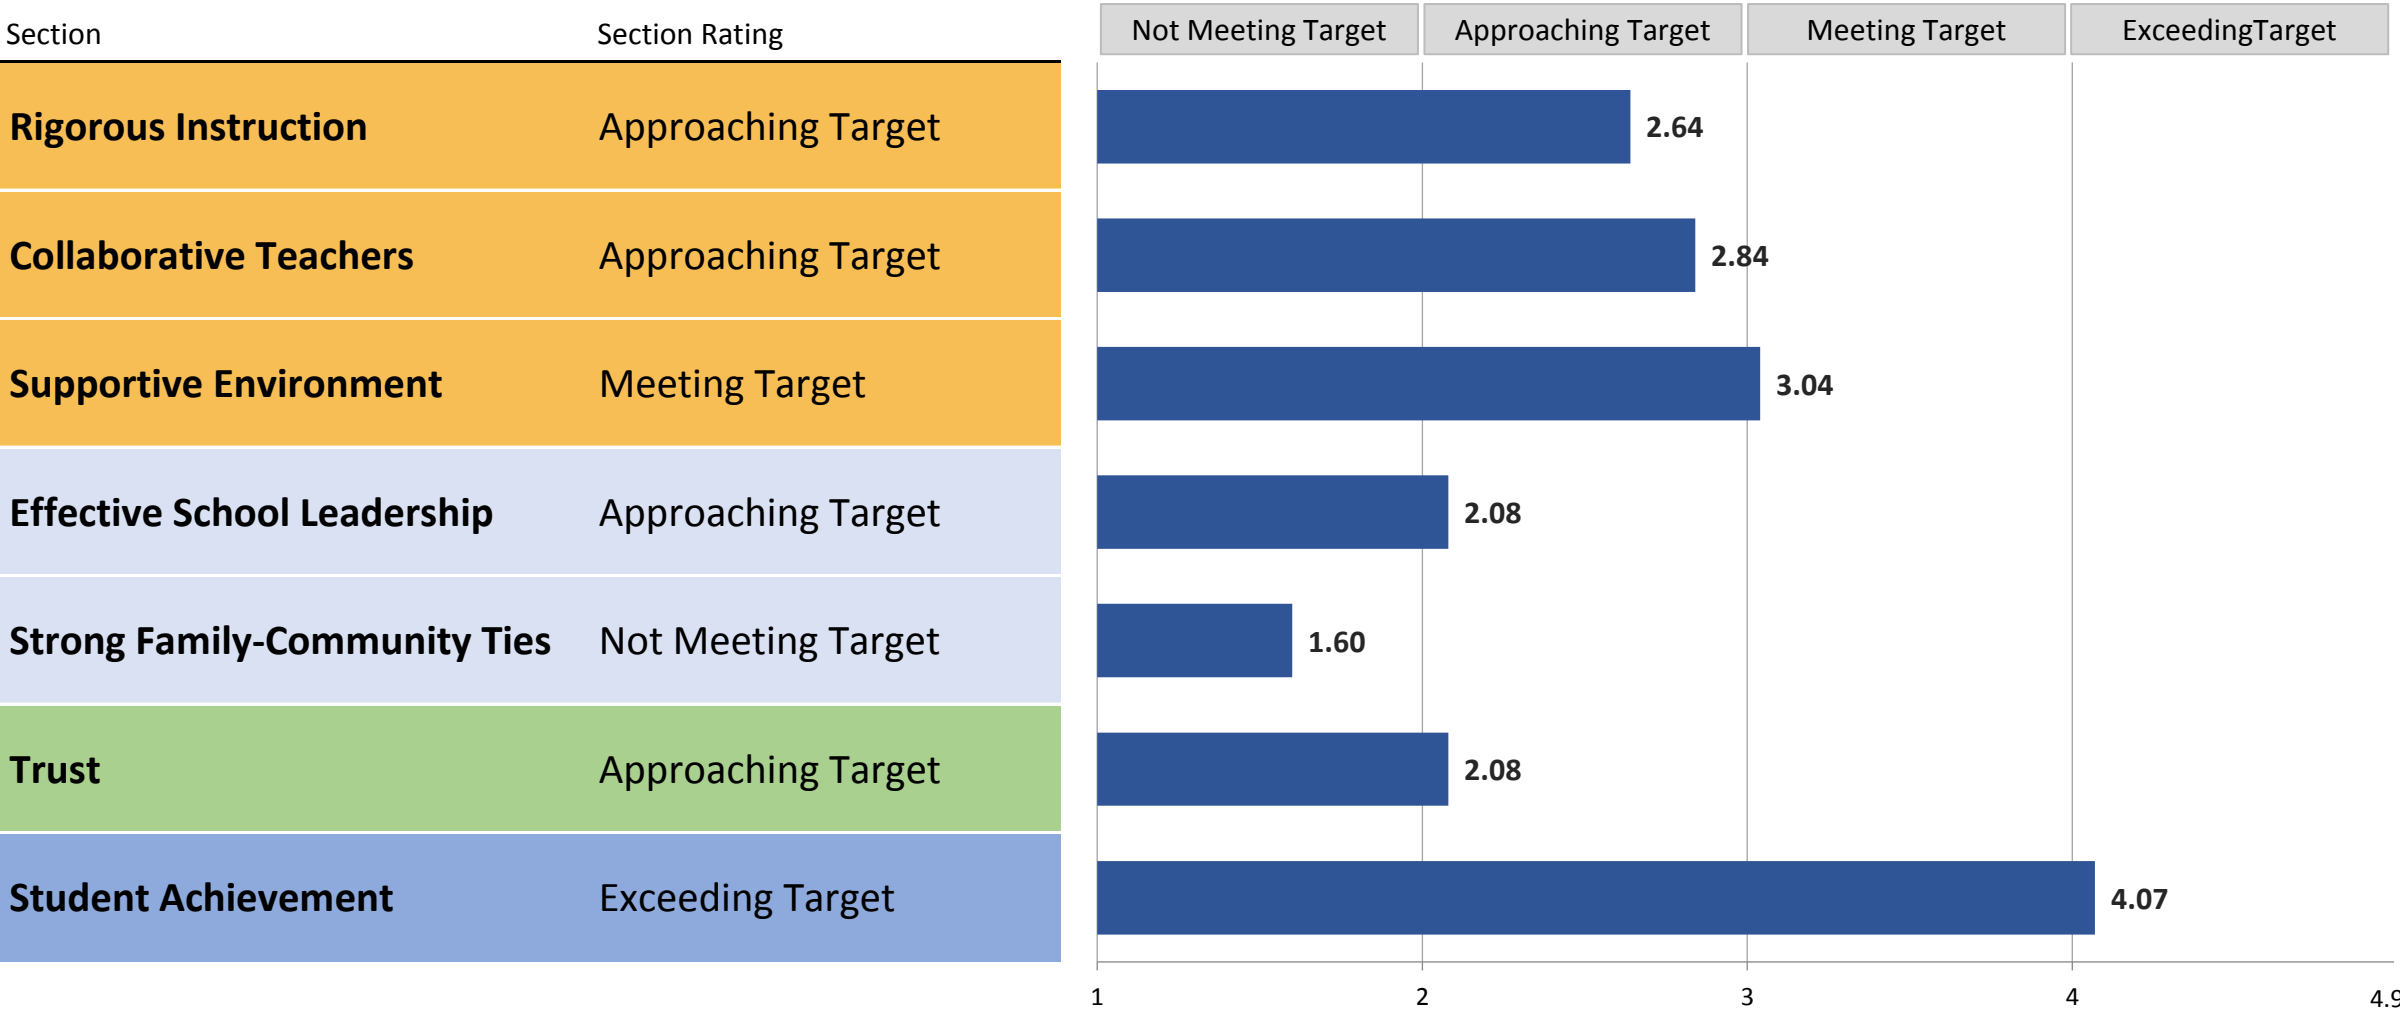 Section Section Rating Not Meeting Target Approaching Target Meeting Target ExceedingTarget
Rigorous Instruction Approaching Target 2.64
Collaborative Teachers Approaching Target 2.84
Supportive Environment Meeting Target 3.04
Effective School Leadership Approaching Target 2.08
Strong Family-Community Ties Not Meeting Target 1.60
Trust Approaching Target 2.08
Student Achievement Exceeding Target 4.07
1 2 3 4 4.9